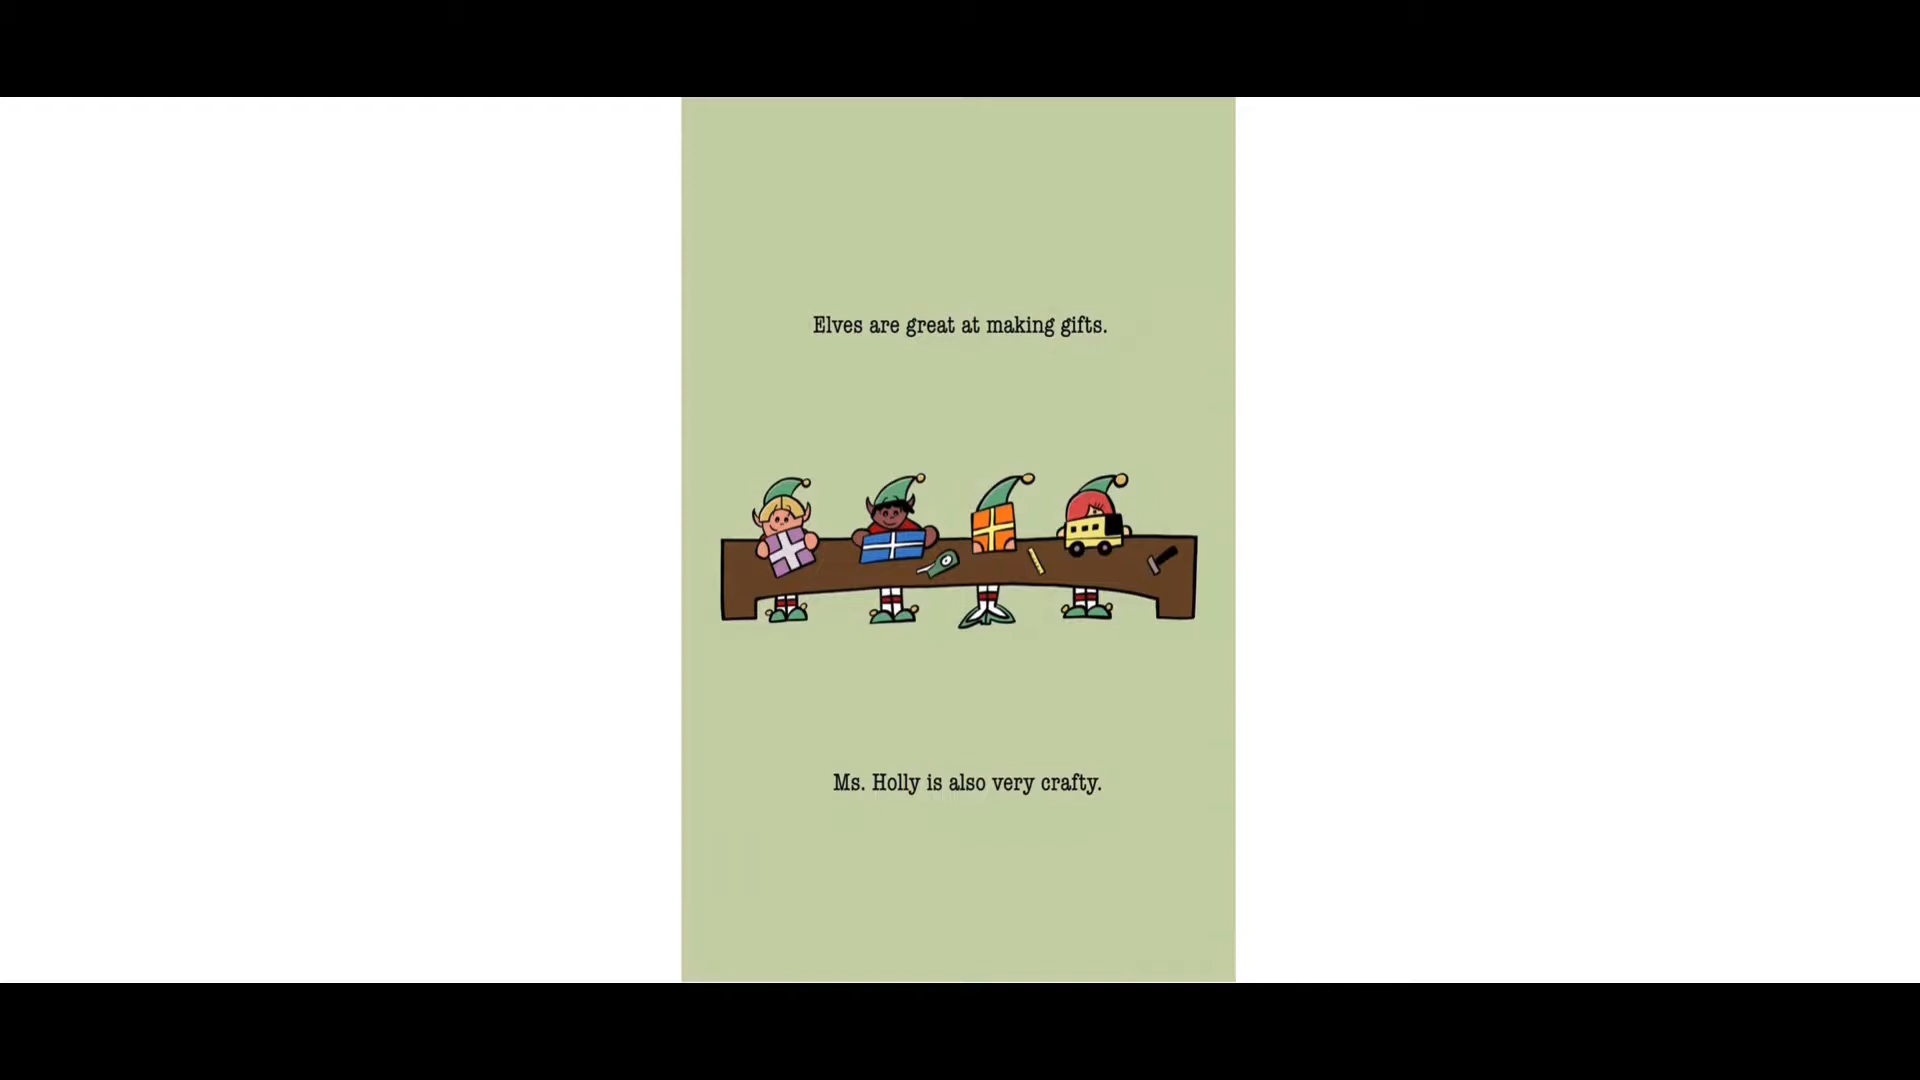 Elves are great at making gifts.
Ms. Holly is also very crafty.